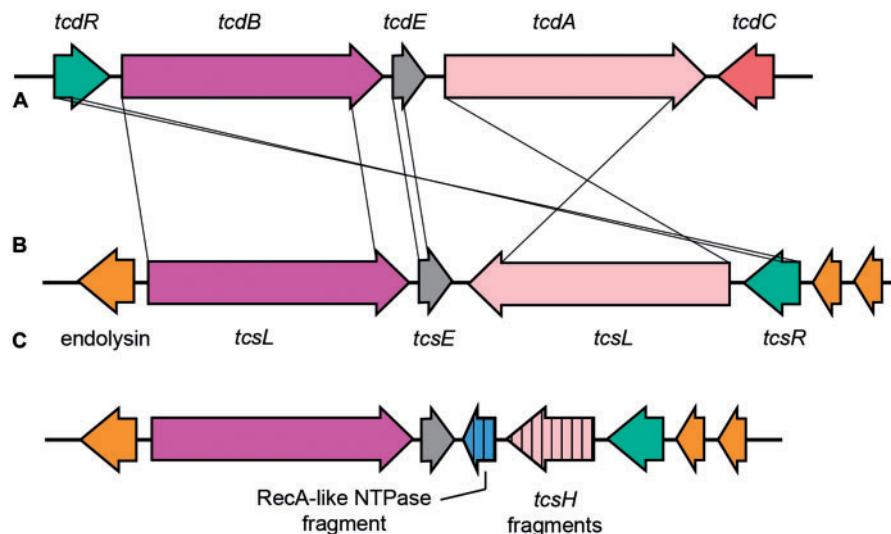 tcdR tcdB tcdE tcdA tcdC
A
B
endolysin tcsL tcsE tcsL tcsR
C
RecA-like NTPase
fragment
tcsH
fragments